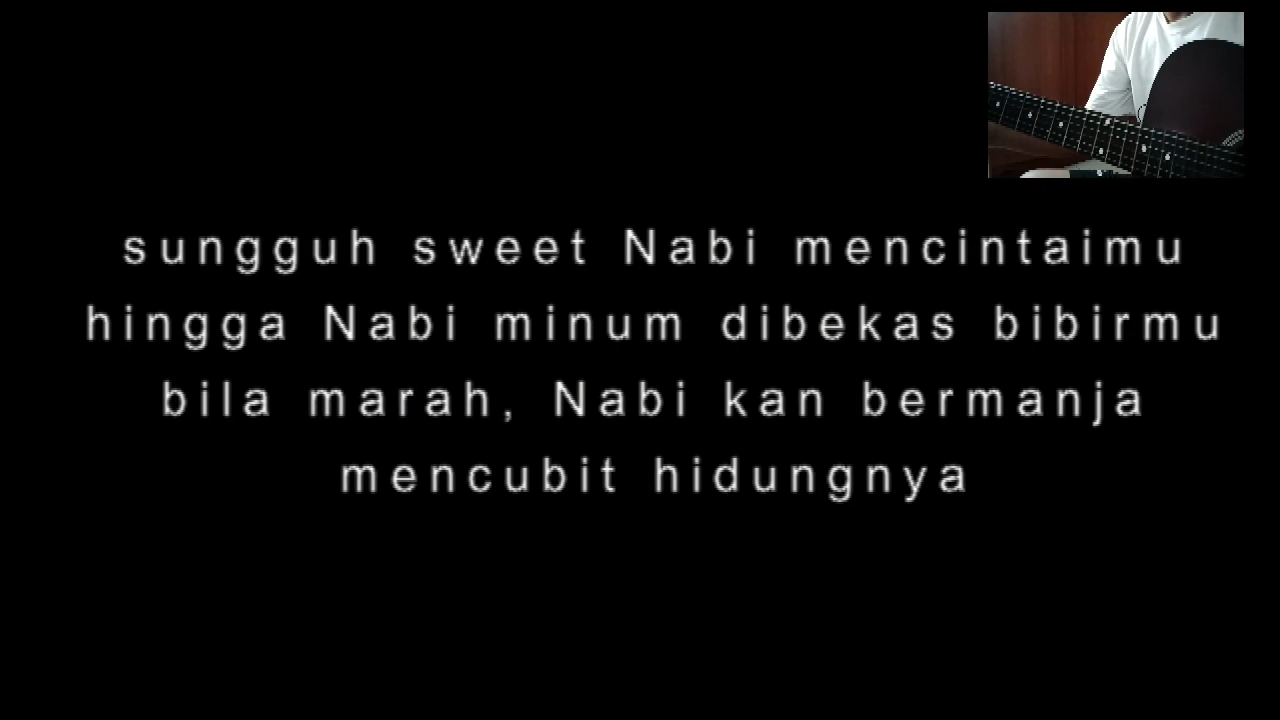 sungguh sweet Nabi mencintaimu
hingga Nabi minum dibekas bibirmu
bila marah, Nabi kan bermanja
mencubit hidungnya